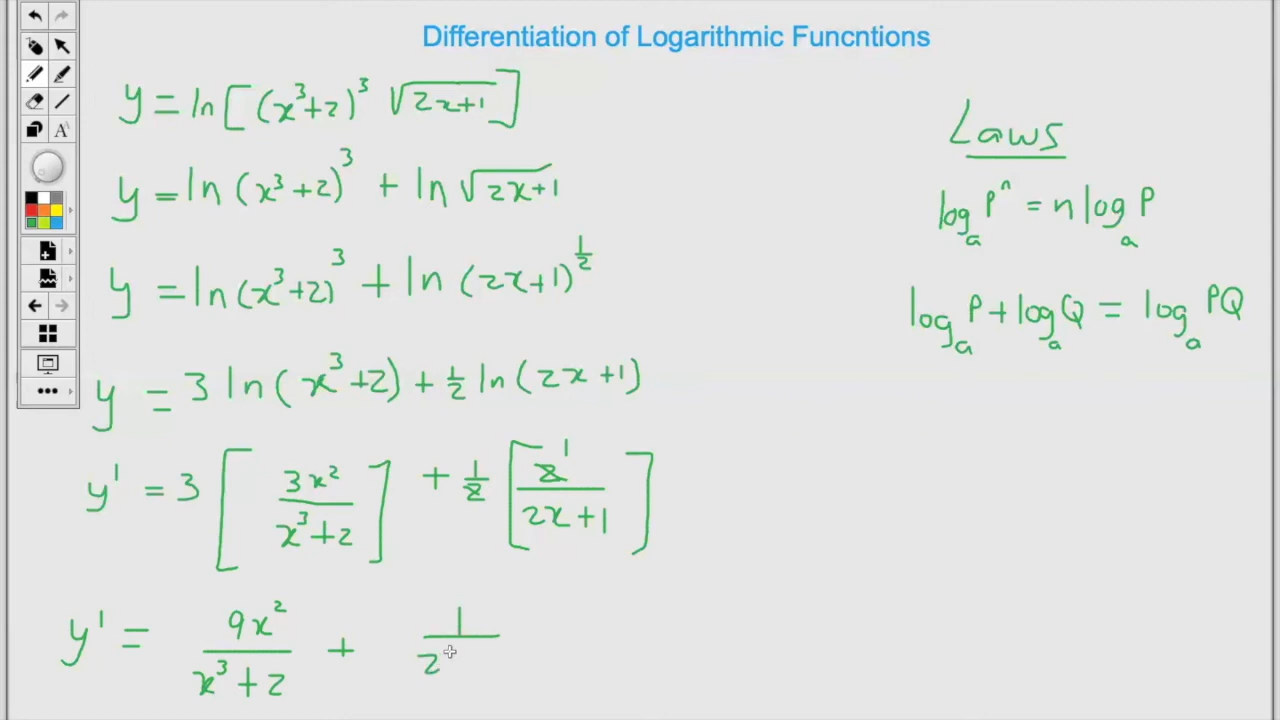 Differentiation of Logarithmic Funcntions
y = ln[(x³+2)³ √(2x+1)]
y = ln(x³+2)³ + ln√(2x+1)
y = ln(x³+2)³ + ln(2x+1)^½
y = 3 ln(x³+2) + ½ ln(2x+1)
y' = 3[3x²/(x³+2)] + 1/2[2 1/(2x+1)]
y' = 9x²/(x³+2) + 1/2
Laws
logₐ Pⁿ = n logₐ P
logₐ P + logₐ Q = logₐ PQ
A